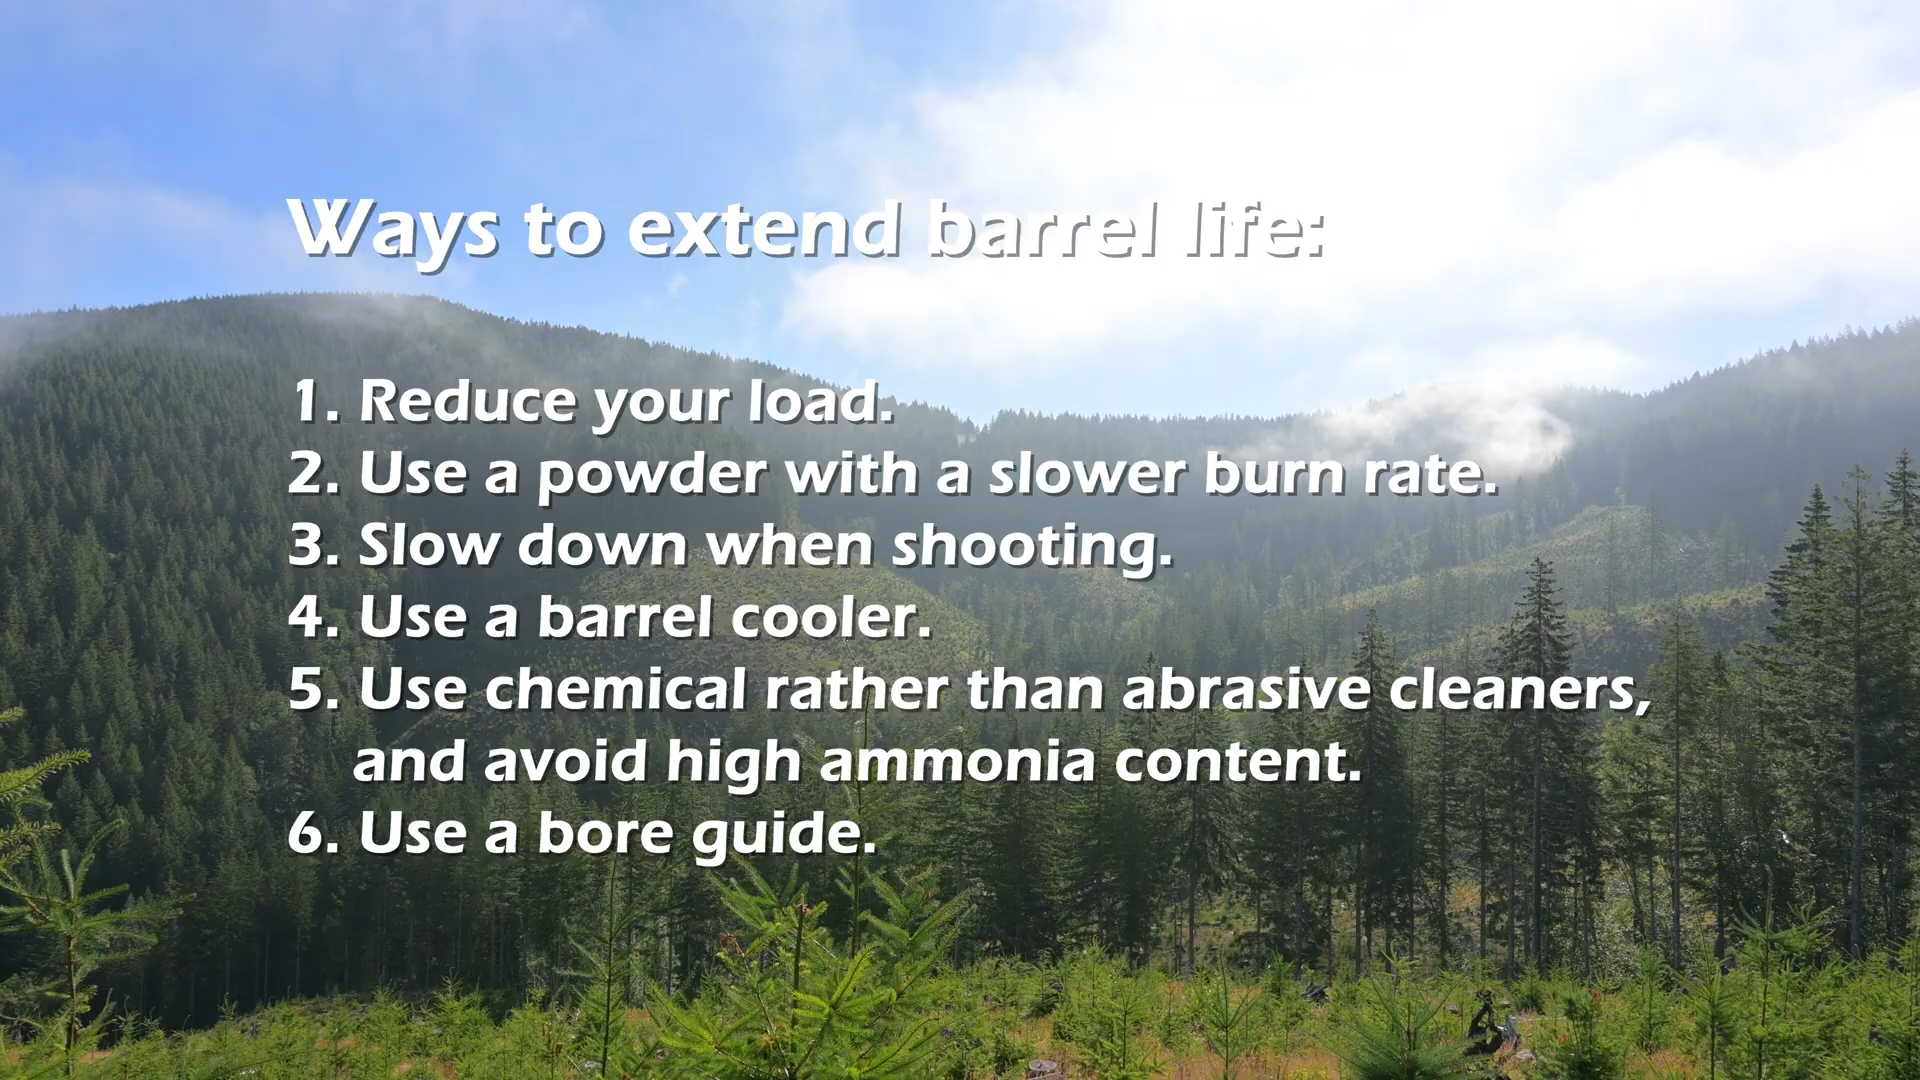 Ways to extend barrel life:
1. Reduce your load.
2. Use a powder with a slower burn rate.
3. Slow down when shooting.
4. Use a barrel cooler.
5. Use chemical rather than abrasive cleaners,
and avoid high ammonia content.
6. Use a bore guide.